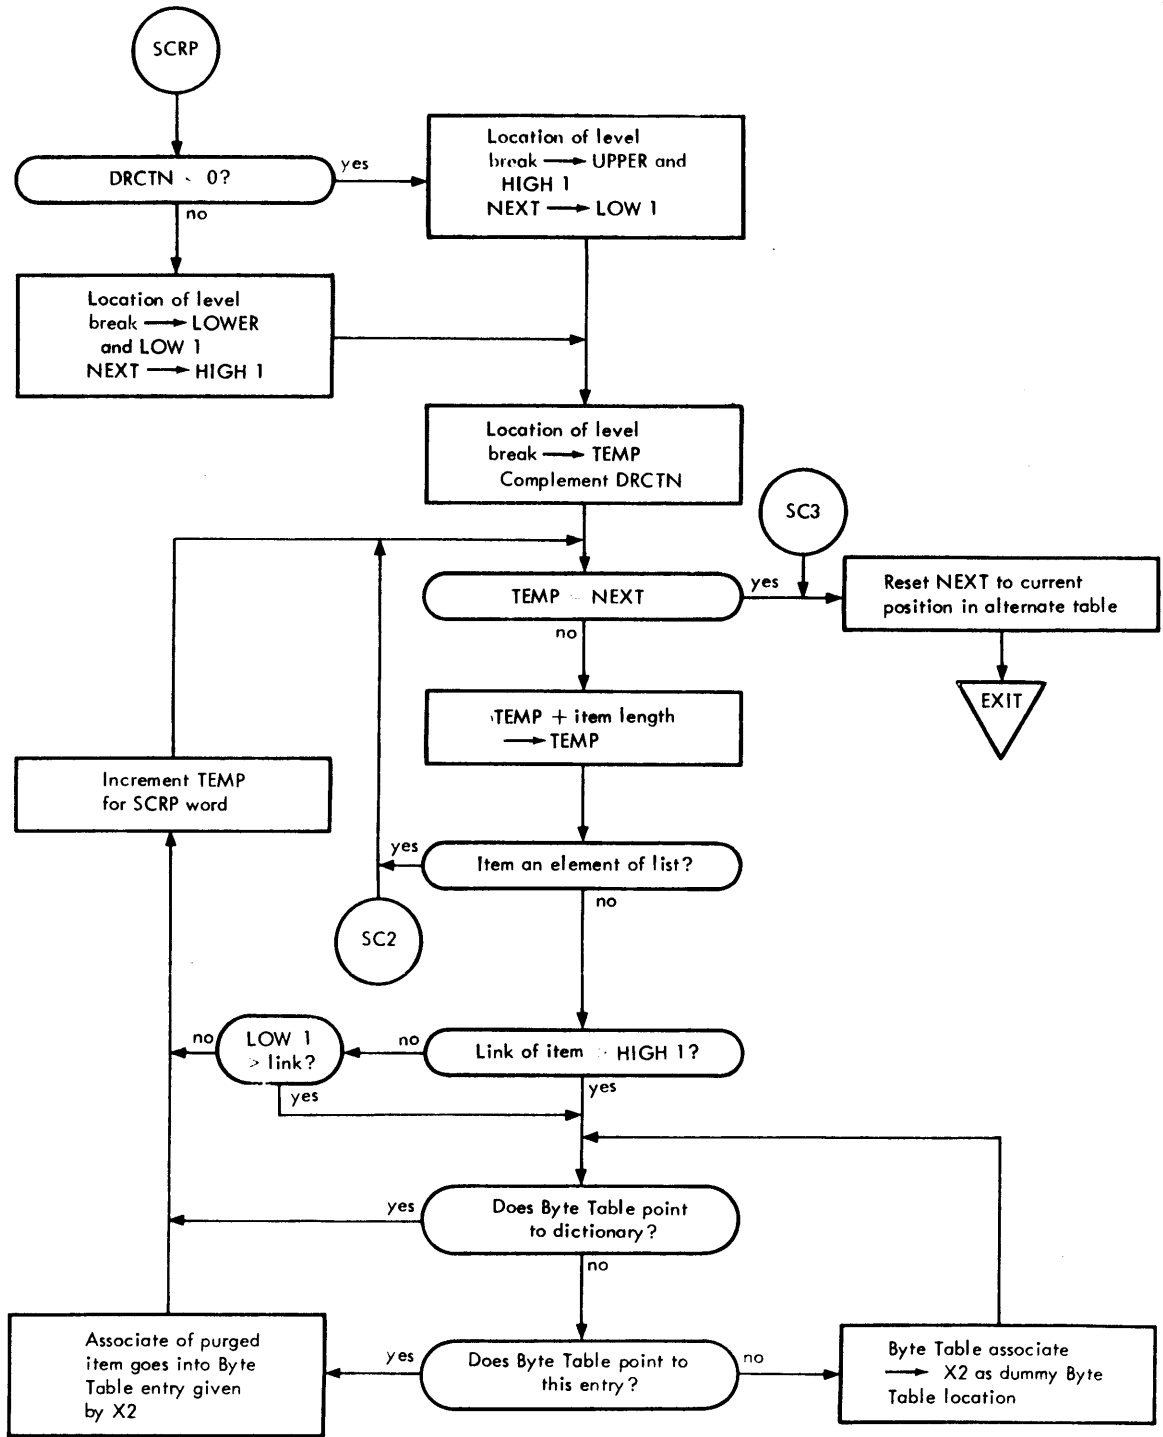 SCRP
DRCTN 0?
yes
no
Location of level
break → UPPER and
HIGH 1
NEXT → LOW 1
Location of level
break → LOWER
and LOW 1
NEXT → HIGH 1
Location of level
break → TEMP
Complement DRCTN
SC3
TEMP NEXT
yes
no
Reset NEXT to current
position in alternate table
EXIT
TEMP + item length
→ TEMP
Increment TEMP
for SCRP word
yes
Item an element of list?
no
SC2
no
LOW 1
> link?
no
Link of item HIGH 1?
yes
yes
yes
Does Byte Table point
to dictionary?
no
Associate of purged
item goes into Byte
Table entry given
by X2
yes
Does Byte Table point to
this entry?
no
Byte Table associate
→ X2 as dummy Byte
Table location